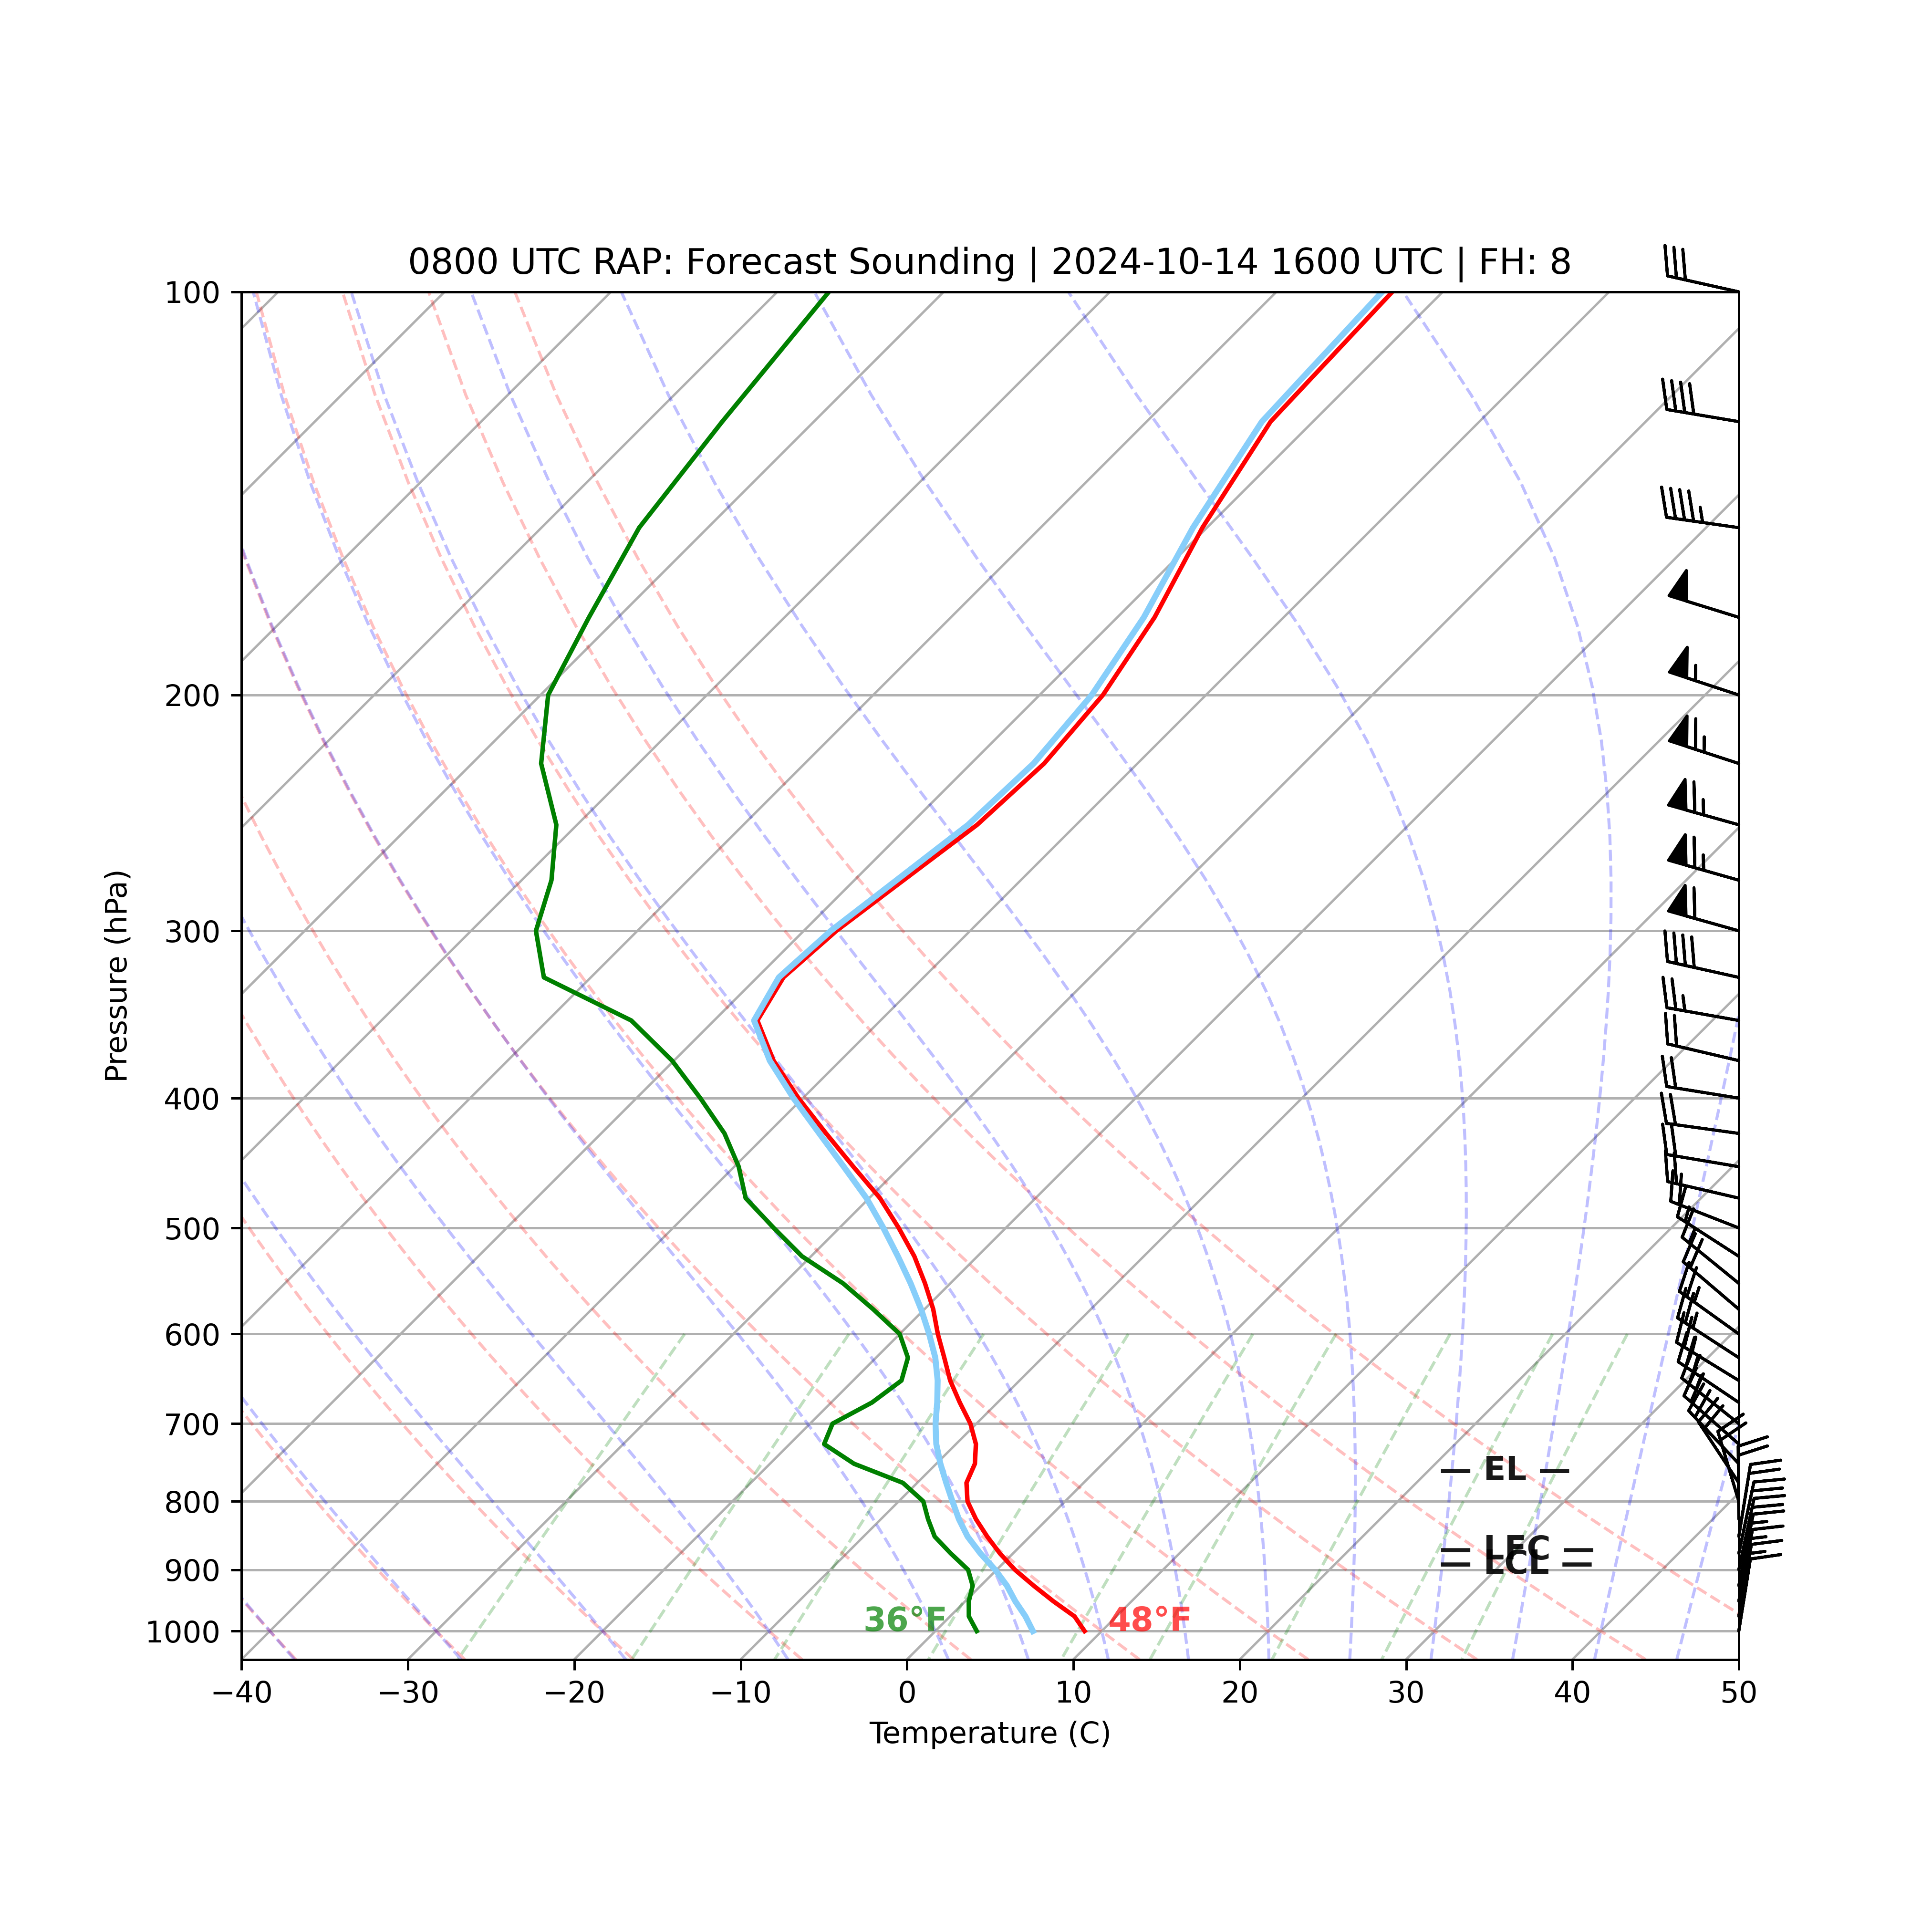 0800 UTC RAP: Forecast Sounding | 2024-10-14 1600 UTC | FH: 8
100
200
300
400
500
600
700
800
900
1000
Pressure (hPa)
— EL —
— LFC —
— LCL —
36°F
48°F
−40
−30
−20
−10
0
10
20
30
40
50
Temperature (C)